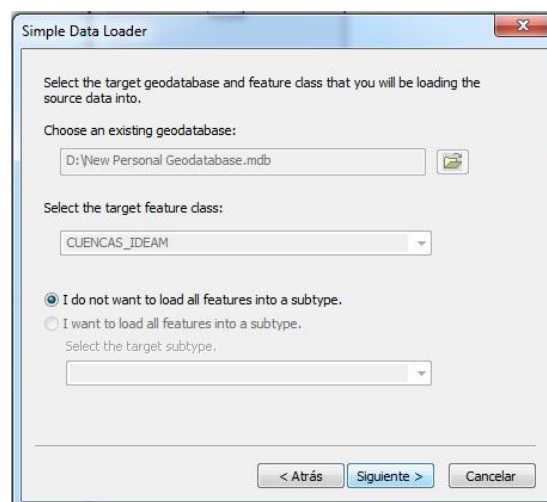 Simple Data Loader
Select the target geodatabase and feature class that you will be loading the
source data into.
Choose an existing geodatabase:
D:\New Personal Geodatabase.mdb
Select the target feature class:
CUENCAS_IDEAM
I do not want to load all features into a subtype.
I want to load all features into a subtype.
Select the target subtype.
< Atrás
Siguiente >
Cancelar